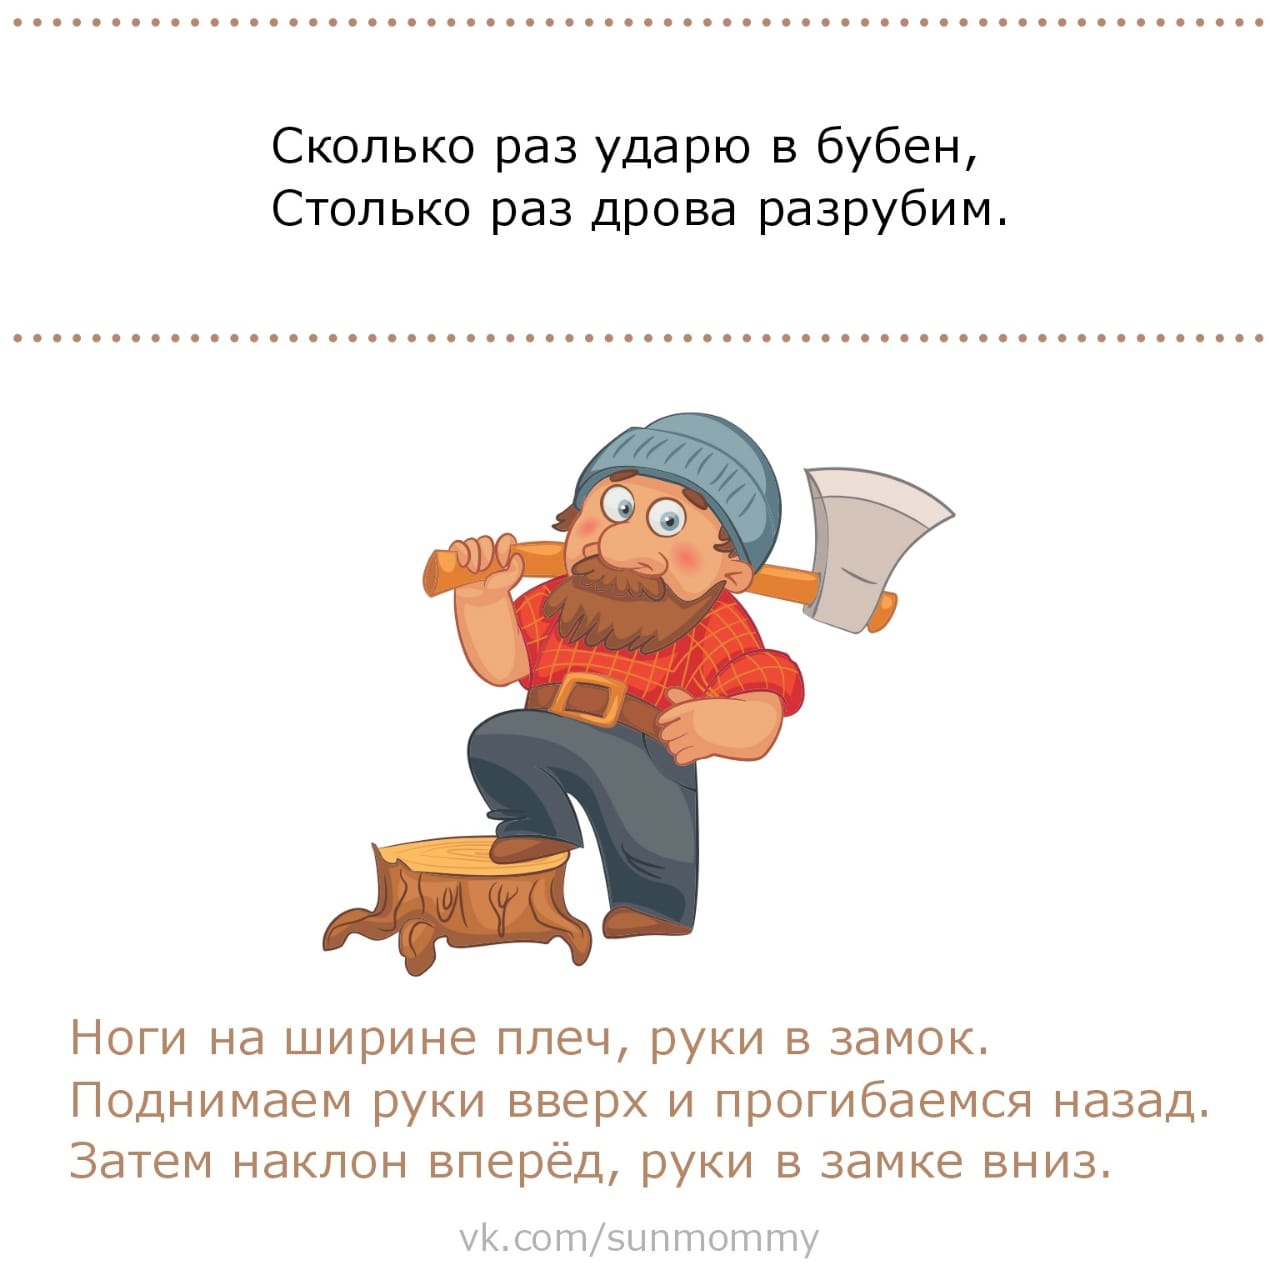 Сколько раз ударю в бубен,
Столько раз дрова разрубим.
Ноги на ширине плеч, руки в замок.
Поднимаем руки вверх и прогибаемся назад.
Затем наклон вперёд, руки в замке вниз.
vk.com/sunmommy